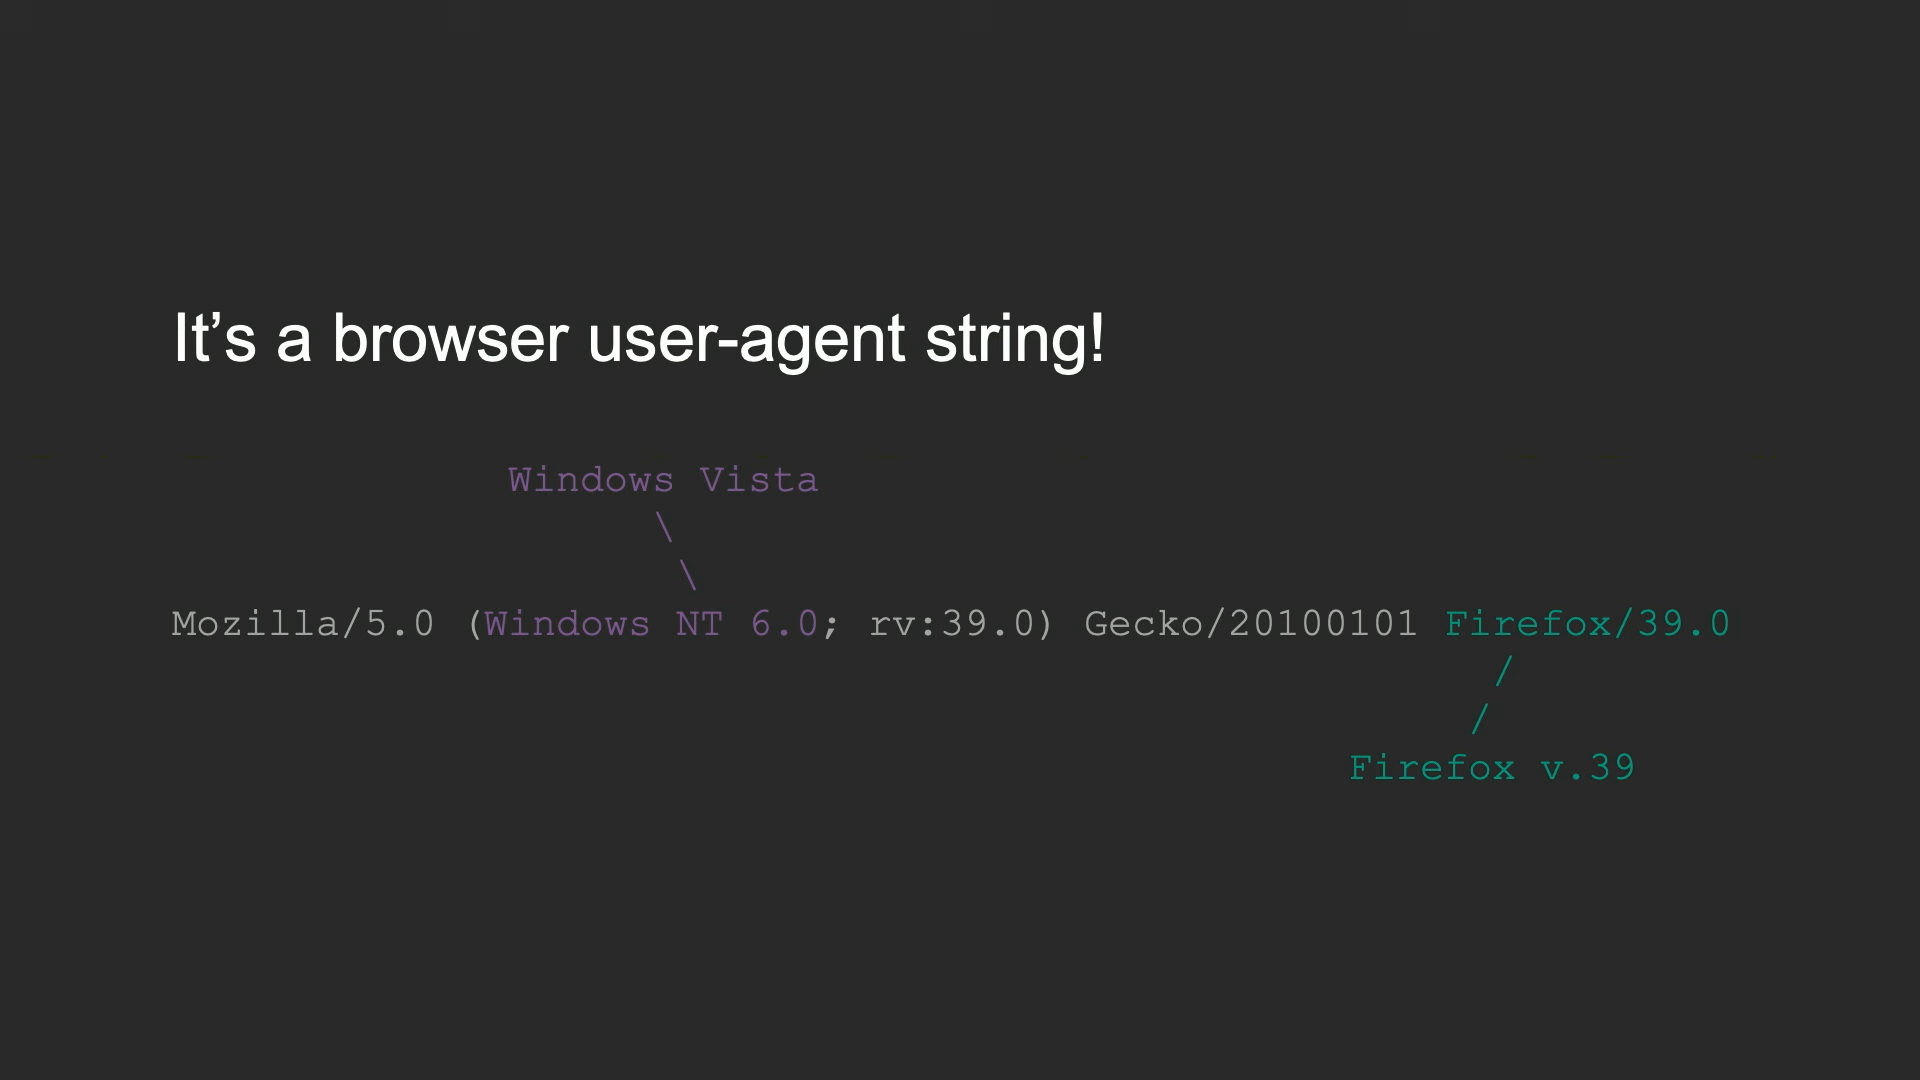 It’s a browser user-agent string!
Windows Vista
\
\
Mozilla/5.0 (Windows NT 6.0; rv:39.0) Gecko/20100101 Firefox/39.0
/
/
Firefox v.39